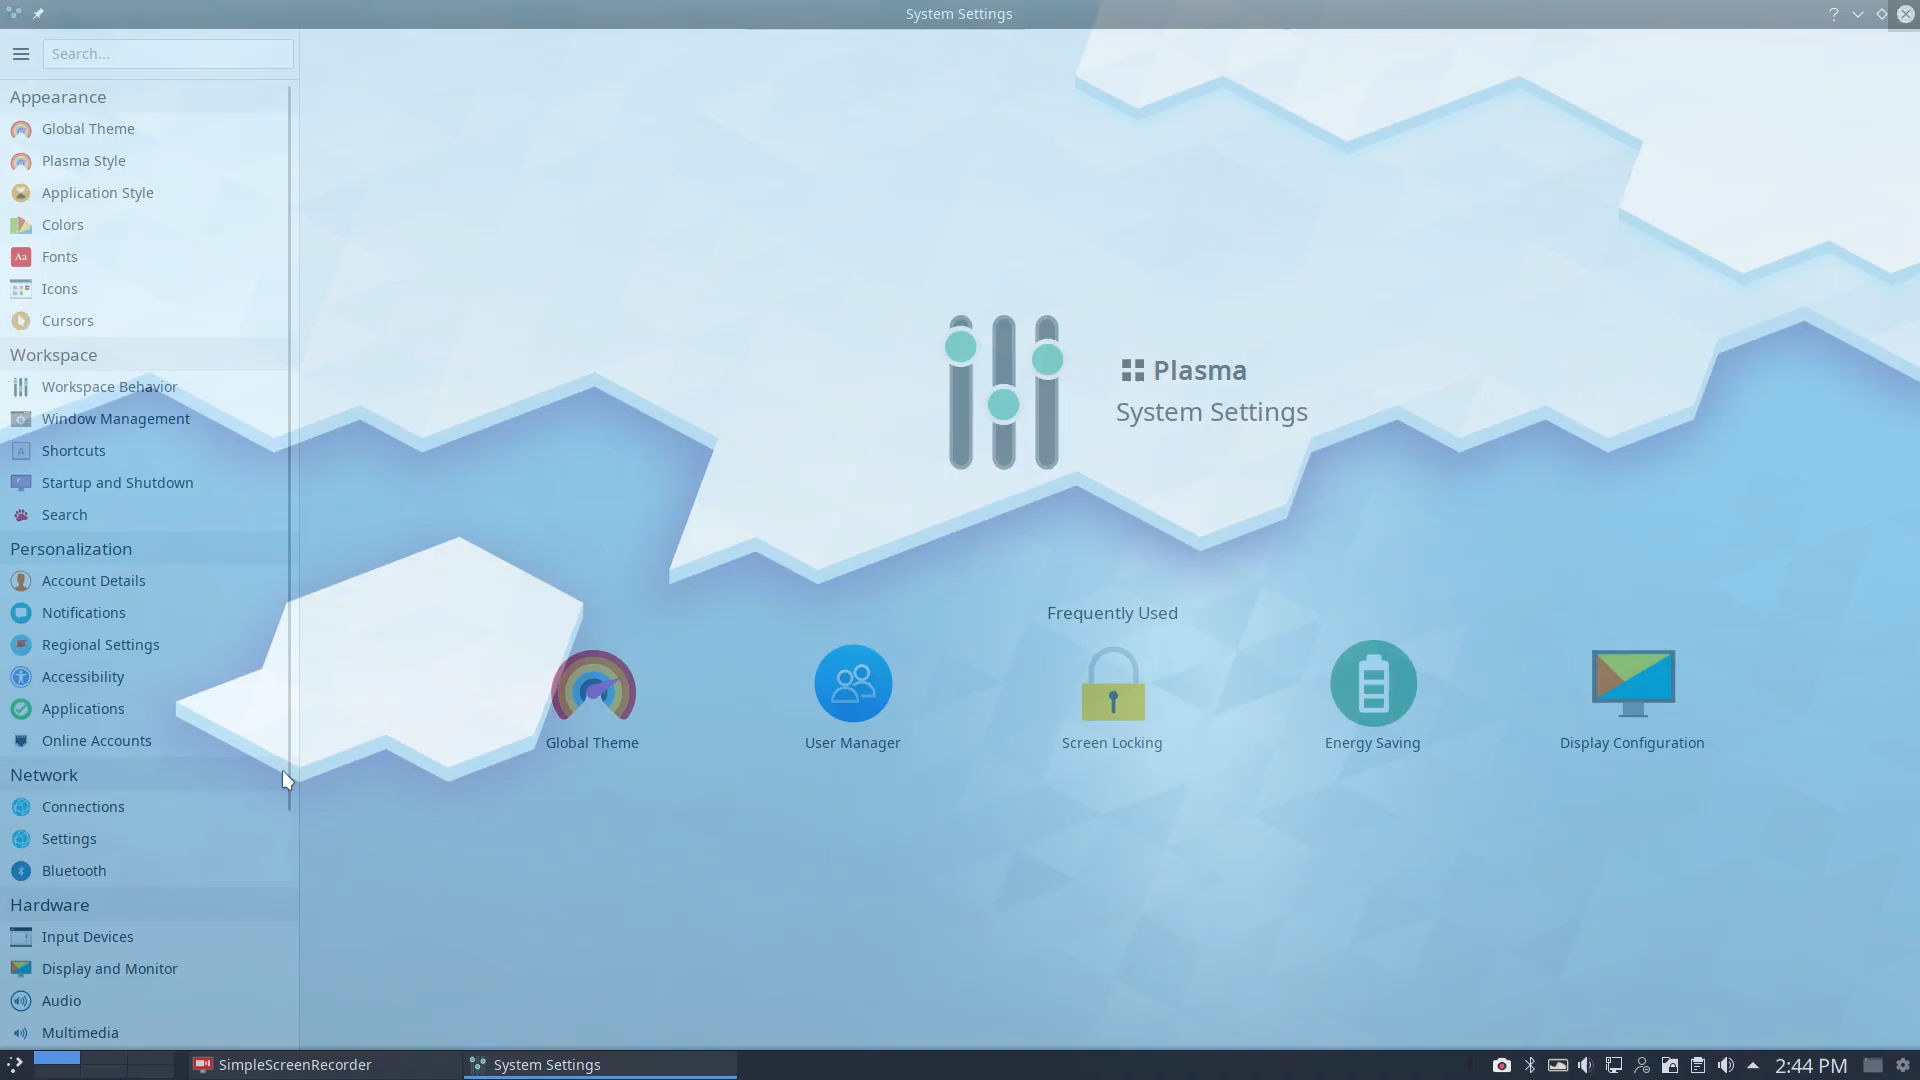 System Settings
Search...
Appearance
Global Theme
Plasma Style
Application Style
Colors
Aa
Fonts
Icons
Cursors
Workspace
Workspace Behavior
Window Management
A
Shortcuts
Startup and Shutdown
Search
Personalization
Account Details
Notifications
Regional Settings
Accessibility
Applications
Online Accounts
Network
Connections
Settings
Bluetooth
Hardware
Input Devices
Display and Monitor
Audio
Multimedia
Plasma
System Settings
Frequently Used
Global Theme
User Manager
Screen Locking
Energy Saving
Display Configuration
SimpleScreenRecorder
System Settings
2:44 PM